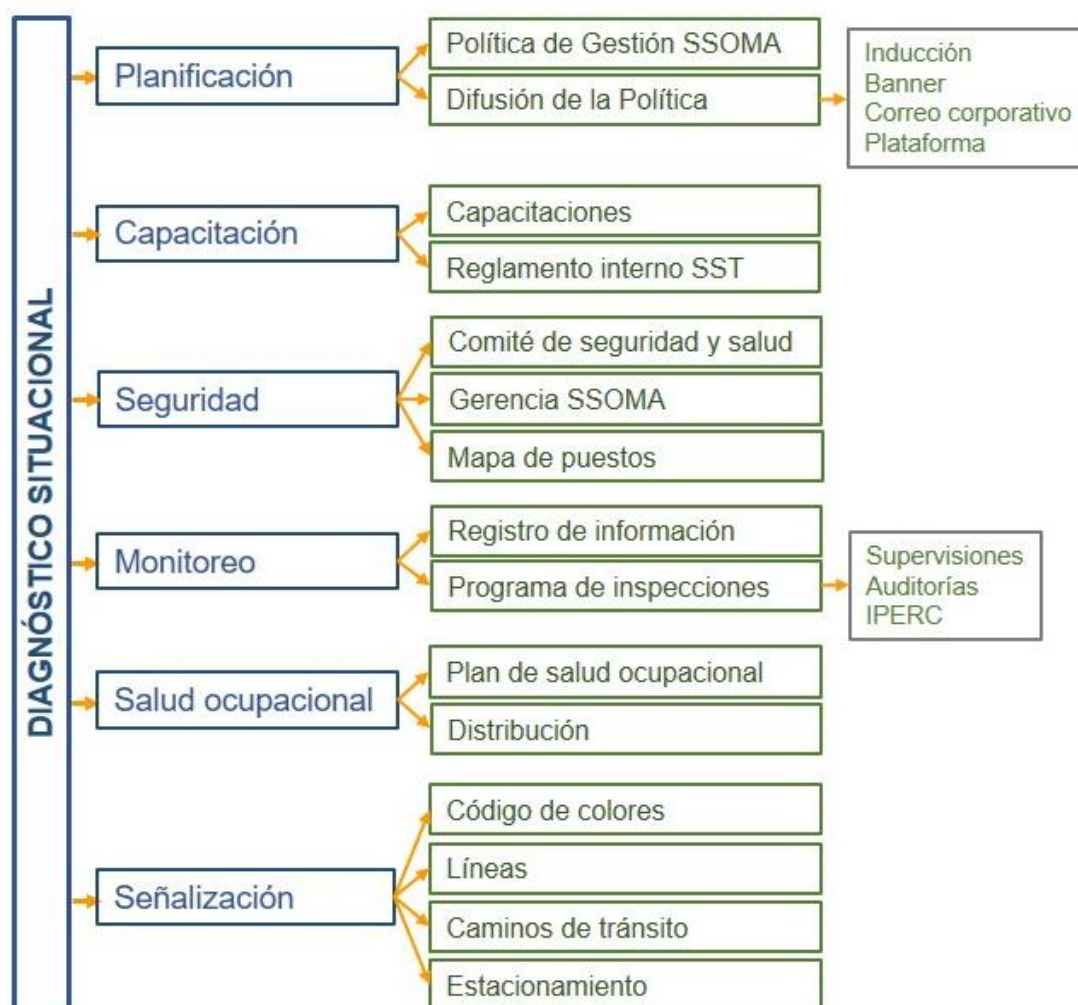 DIAGNÓSTICO SITUACIONAL
Planificación
Política de Gestión SSOMA
Difusión de la Política
Inducción
Banner
Correo corporativo
Plataforma
Capacitación
Capacitaciones
Reglamento interno SST
Seguridad
Comité de seguridad y salud
Gerencia SSOMA
Mapa de puestos
Monitoreo
Registro de información
Programa de inspecciones
Supervisiones
Auditorías
IPERC
Salud ocupacional
Plan de salud ocupacional
Distribución
Señalización
Código de colores
Líneas
Caminos de tránsito
Estacionamiento